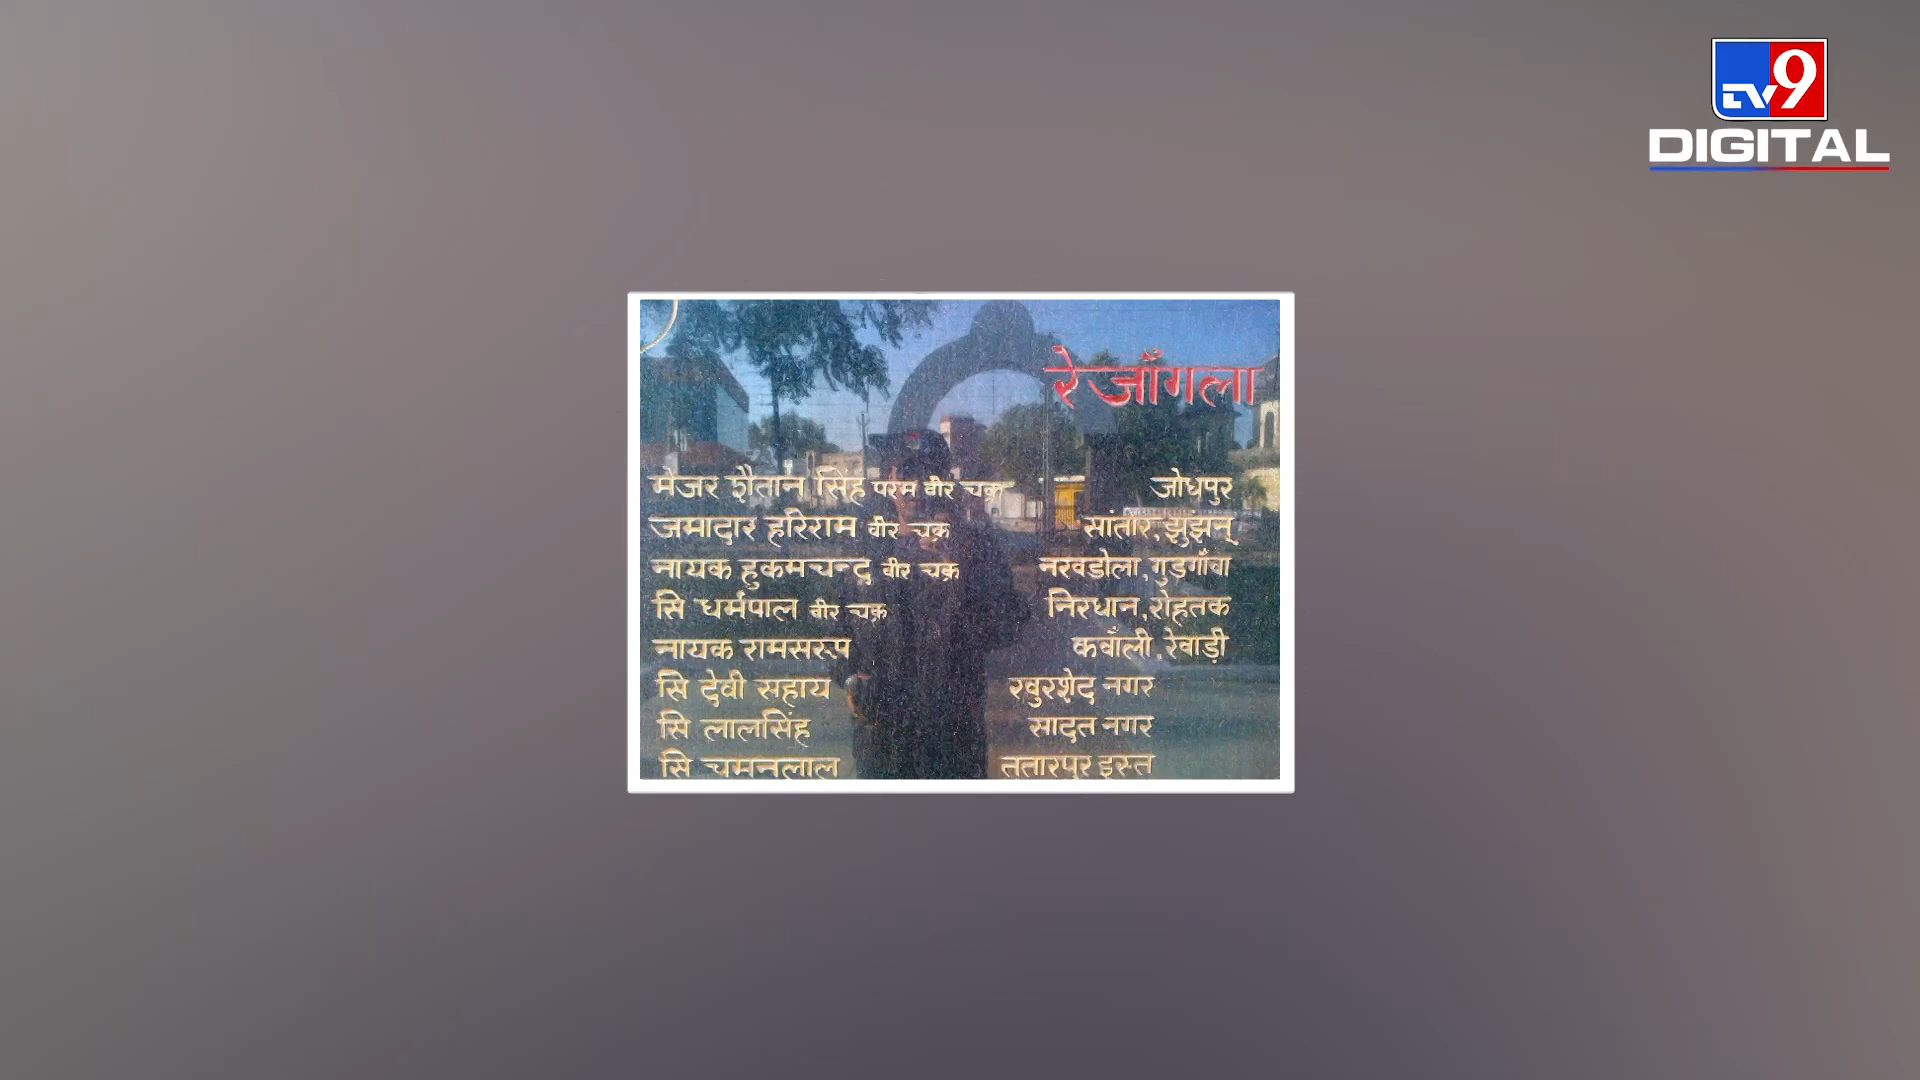 TV9
DIGITAL
रेजाँगला
मेजर शैतान सिंह परम वीर चक्र जोधपुर
जमादार हरिराम वीर चक्र सांतार,झुंझन्
नायक हुकमचन्द्र वीर चक्र नखडोला,गुडगाँवा
सि धर्मपाल वीर चक्र निरधान,रोहतक
नायक रामसरूप कवाँली,रेवाड़ी
सि देवी सहाय खुरशेद नगर
सि लालसिंह सादत नगर
सि चमनलाल ततारपुर इस्त